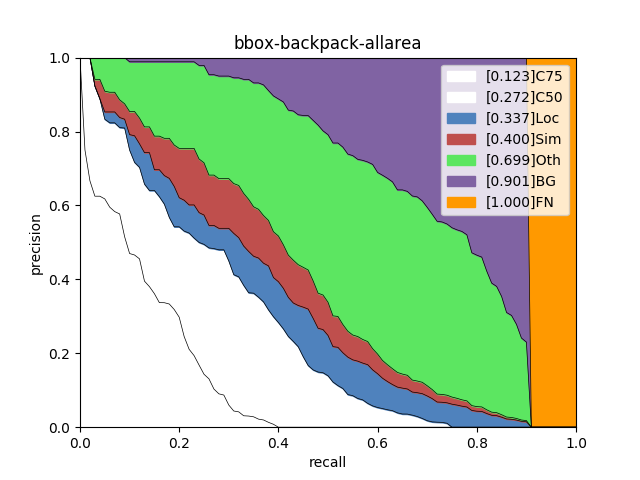 bbox-backpack-allarea
1.0
0.8
0.6
0.4
0.2
0.0
precision
[0.123]C75
[0.272]C50
[0.337]Loc
[0.400]Sim
[0.699]Oth
[0.901]BG
[1.000]FN
0.0 0.2 0.4 0.6 0.8 1.0
recall